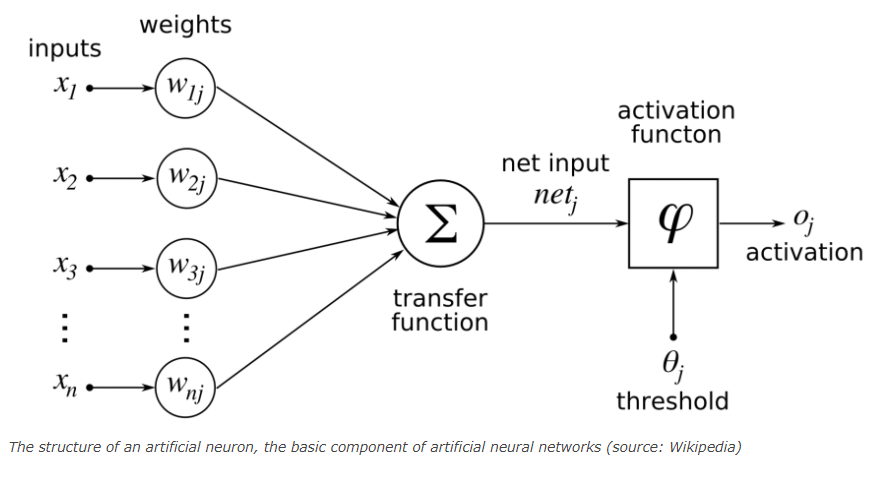 weights
inputs
x1
w1j
activation
functon
x2
w2j
net input
netj
Σ
φ
oj
activation
x3
w3j
transfer
function
⋮ ⋮
θj
xn
wnj
threshold
The structure of an artificial neuron, the basic component of artificial neural networks (source: Wikipedia)